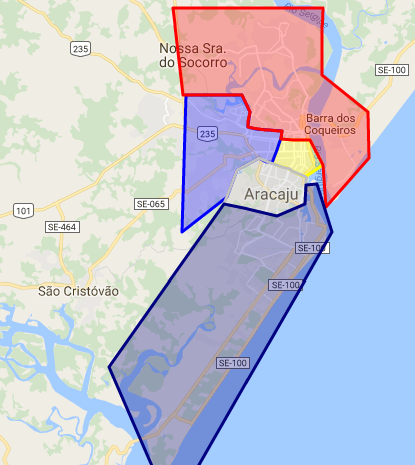 235
Nossa Sra.
do Socorro
SE-100
Barra dos
Coqueiros
235
Aracaju
101
SE-065
SE-464
SE-100
São Cristóvão
SE-100
SE-100